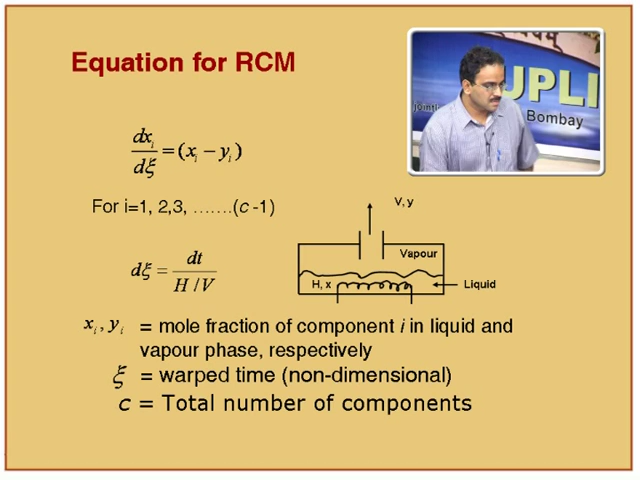 Equation for RCM
UPLI
jointl
Bombay
dx_i/dξ = (x_i − y_i)
For i=1, 2,3, …….(c -1)
V, y
Vapour
dξ = dt / H / V
H, x
Liquid
x_i, y_i = mole fraction of component i in liquid and
vapour phase, respectively
ξ = warped time (non-dimensional)
c = Total number of components